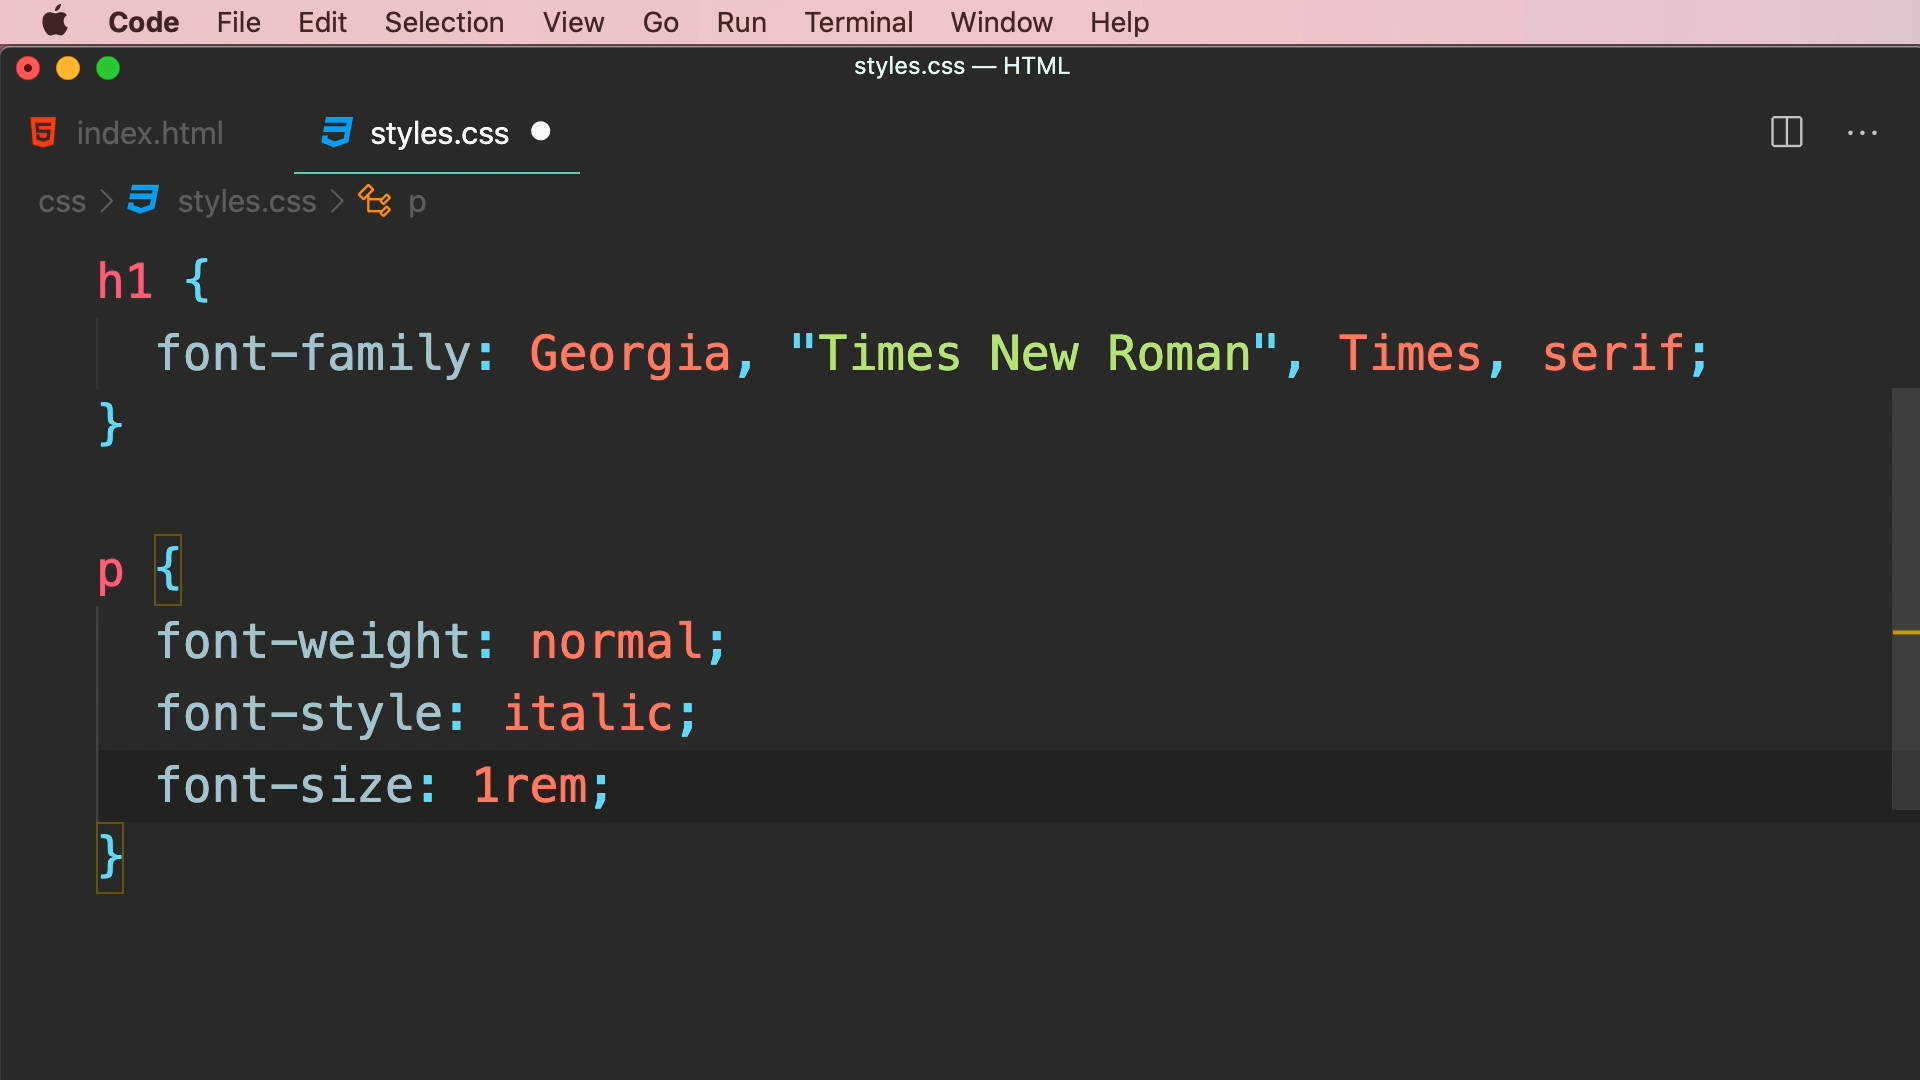 Code File Edit Selection View Go Run Terminal Window Help
styles.css — HTML
index.html styles.css
css > styles.css > p
h1 {
font-family: Georgia, "Times New Roman", Times, serif;
}
p {
font-weight: normal;
font-style: italic;
font-size: 1rem;
}